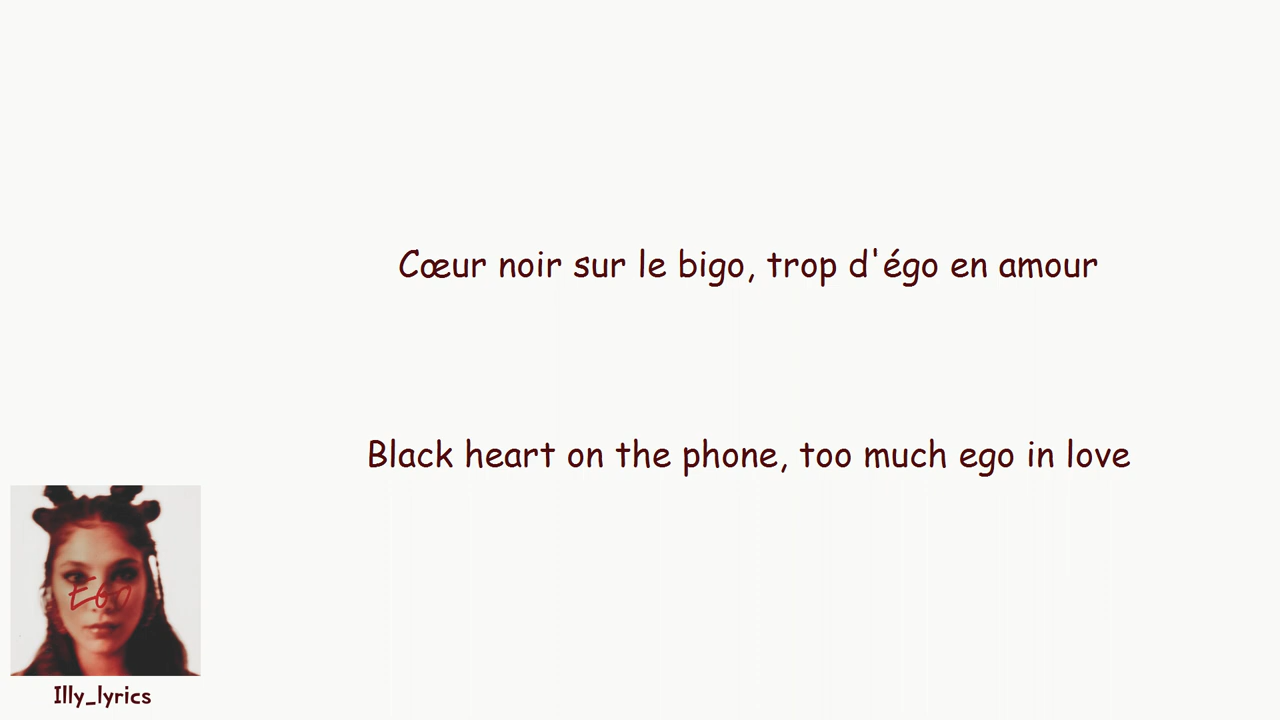 Cœur noir sur le bigo, trop d'égo en amour
Black heart on the phone, too much ego in love
EGO
Illy_lyrics